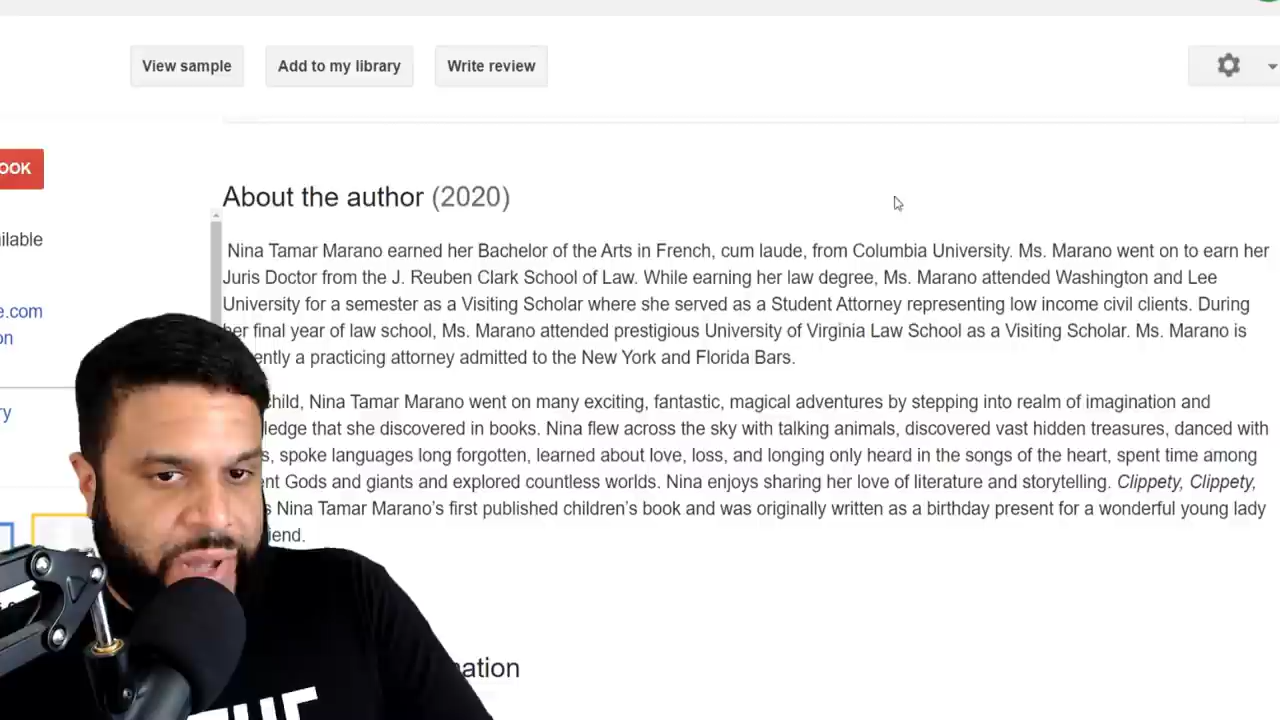 View sample
Add to my library
Write review
OOK
About the author (2020)
ilable
Nina Tamar Marano earned her Bachelor of the Arts in French, cum laude, from Columbia University. Ms. Marano went on to earn her
Juris Doctor from the J. Reuben Clark School of Law. While earning her law degree, Ms. Marano attended Washington and Lee
University for a semester as a Visiting Scholar where she served as a Student Attorney representing low income civil clients. During
e.com
her final year of law school, Ms. Marano attended prestigious University of Virginia Law School as a Visiting Scholar. Ms. Marano is
on
ently a practicing attorney admitted to the New York and Florida Bars.
ry
child, Nina Tamar Marano went on many exciting, fantastic, magical adventures by stepping into realm of imagination and
ledge that she discovered in books. Nina flew across the sky with talking animals, discovered vast hidden treasures, danced with
s, spoke languages long forgotten, learned about love, loss, and longing only heard in the songs of the heart, spent time among
ent Gods and giants and explored countless worlds. Nina enjoys sharing her love of literature and storytelling. Clippety, Clippety,
Nina Tamar Marano's first published children's book and was originally written as a birthday present for a wonderful young lady
iend.
ation
THE